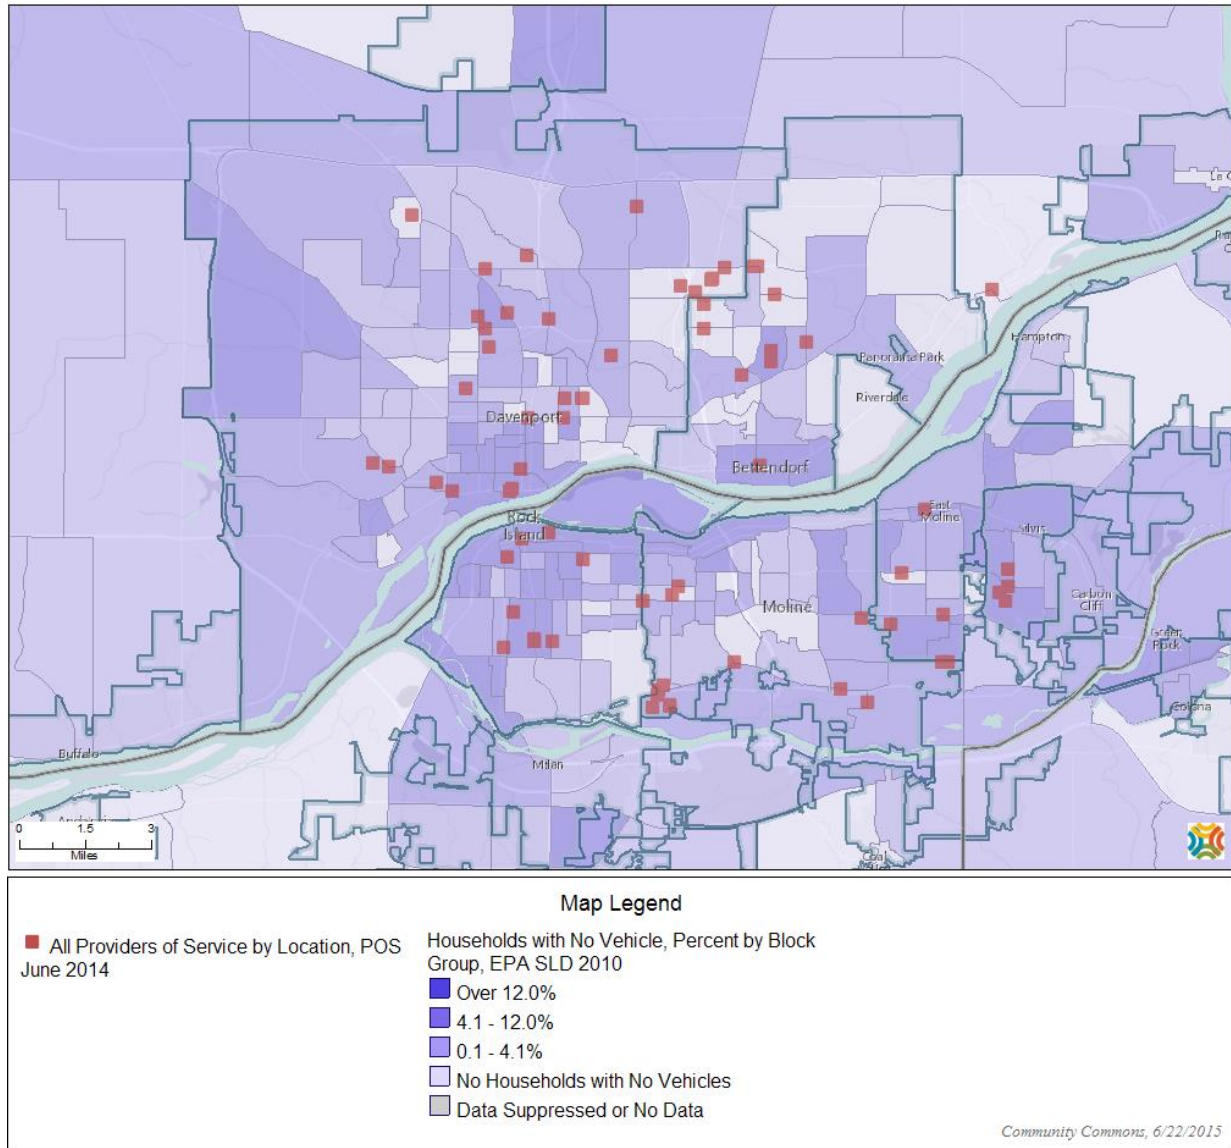 Hampton
Panorama Park
Riverdale
Davenport
Bettendorf
East
Moline
Silvis
Rock
Island
Carbon
Cliff
Moline
Green
Rock
Colona
Buffalo
Milan
Coal
0 1.5 3
Miles
Map Legend
All Providers of Service by Location, POS
June 2014
Households with No Vehicle, Percent by Block
Group, EPA SLD 2010
Over 12.0%
4.1 - 12.0%
0.1 - 4.1%
No Households with No Vehicles
Data Suppressed or No Data
Community Commons, 6/22/2015